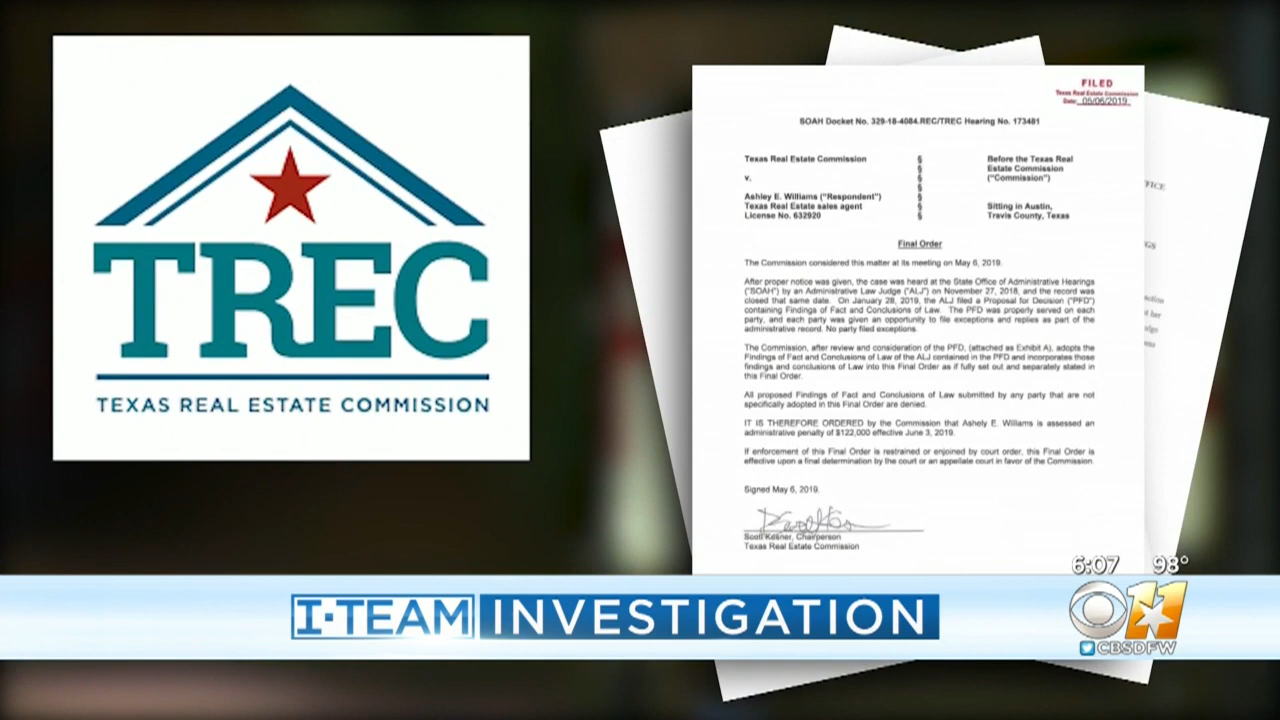 TREC
TEXAS REAL ESTATE COMMISSION
FILED
Texas Real Estate Commission
Date: 05/06/2019
SOAH Docket No. 329-18-4084.REC/TREC Hearing No. 173481
Texas Real Estate Commission
v.
Ashley E. Williams ("Respondent")
Texas Real Estate sales agent
License No. 632920
§
§
§
§
§
§
§
Before the Texas Real
Estate Commission
("Commission")
Sitting in Austin,
Travis County, Texas
Final Order
The Commission considered this matter at its meeting on May 6, 2019.
After proper notice was given, the case was heard at the State Office of Administrative Hearings
("SOAH") by an Administrative Law Judge ("ALJ") on November 27, 2018, and the record was
closed that same date. On January 28, 2019, the ALJ filed a Proposal for Decision ("PFD")
containing Findings of Fact and Conclusions of Law. The PFD was properly served on each
party, and each party was given an opportunity to file exceptions and replies as part of the
administrative record. No party filed exceptions.
The Commission, after review and consideration of the PFD, (attached as Exhibit A), adopts the
Findings of Fact and Conclusions of Law of the ALJ contained in the PFD and incorporates those
findings and conclusions of Law into this Final Order as if fully set out and separately stated in
this Final Order.
All proposed Findings of Fact and Conclusions of Law submitted by any party that are not
specifically adopted in this Final Order are denied.
IT IS THEREFORE ORDERED by the Commission that Ashely E. Williams is assessed an
administrative penalty of $122,000 effective June 3, 2019.
If enforcement of this Final Order is restrained or enjoined by court order, this Final Order is
effective upon a final determination by the court or an appellate court in favor of the Commission.
Signed May 6, 2019.
Scott Kesner, Chairperson
Texas Real Estate Commission
6:07 98°
11
CBSDFW
I-TEAM INVESTIGATION